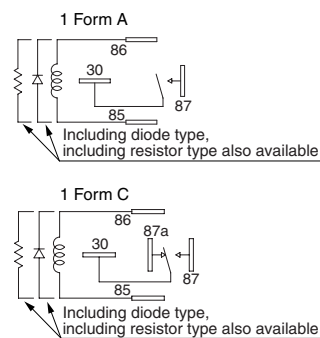 1 Form A
86
30
85
87
Including diode type,
including resistor type also available
1 Form C
86
87a
30
85
87
Including diode type,
including resistor type also available